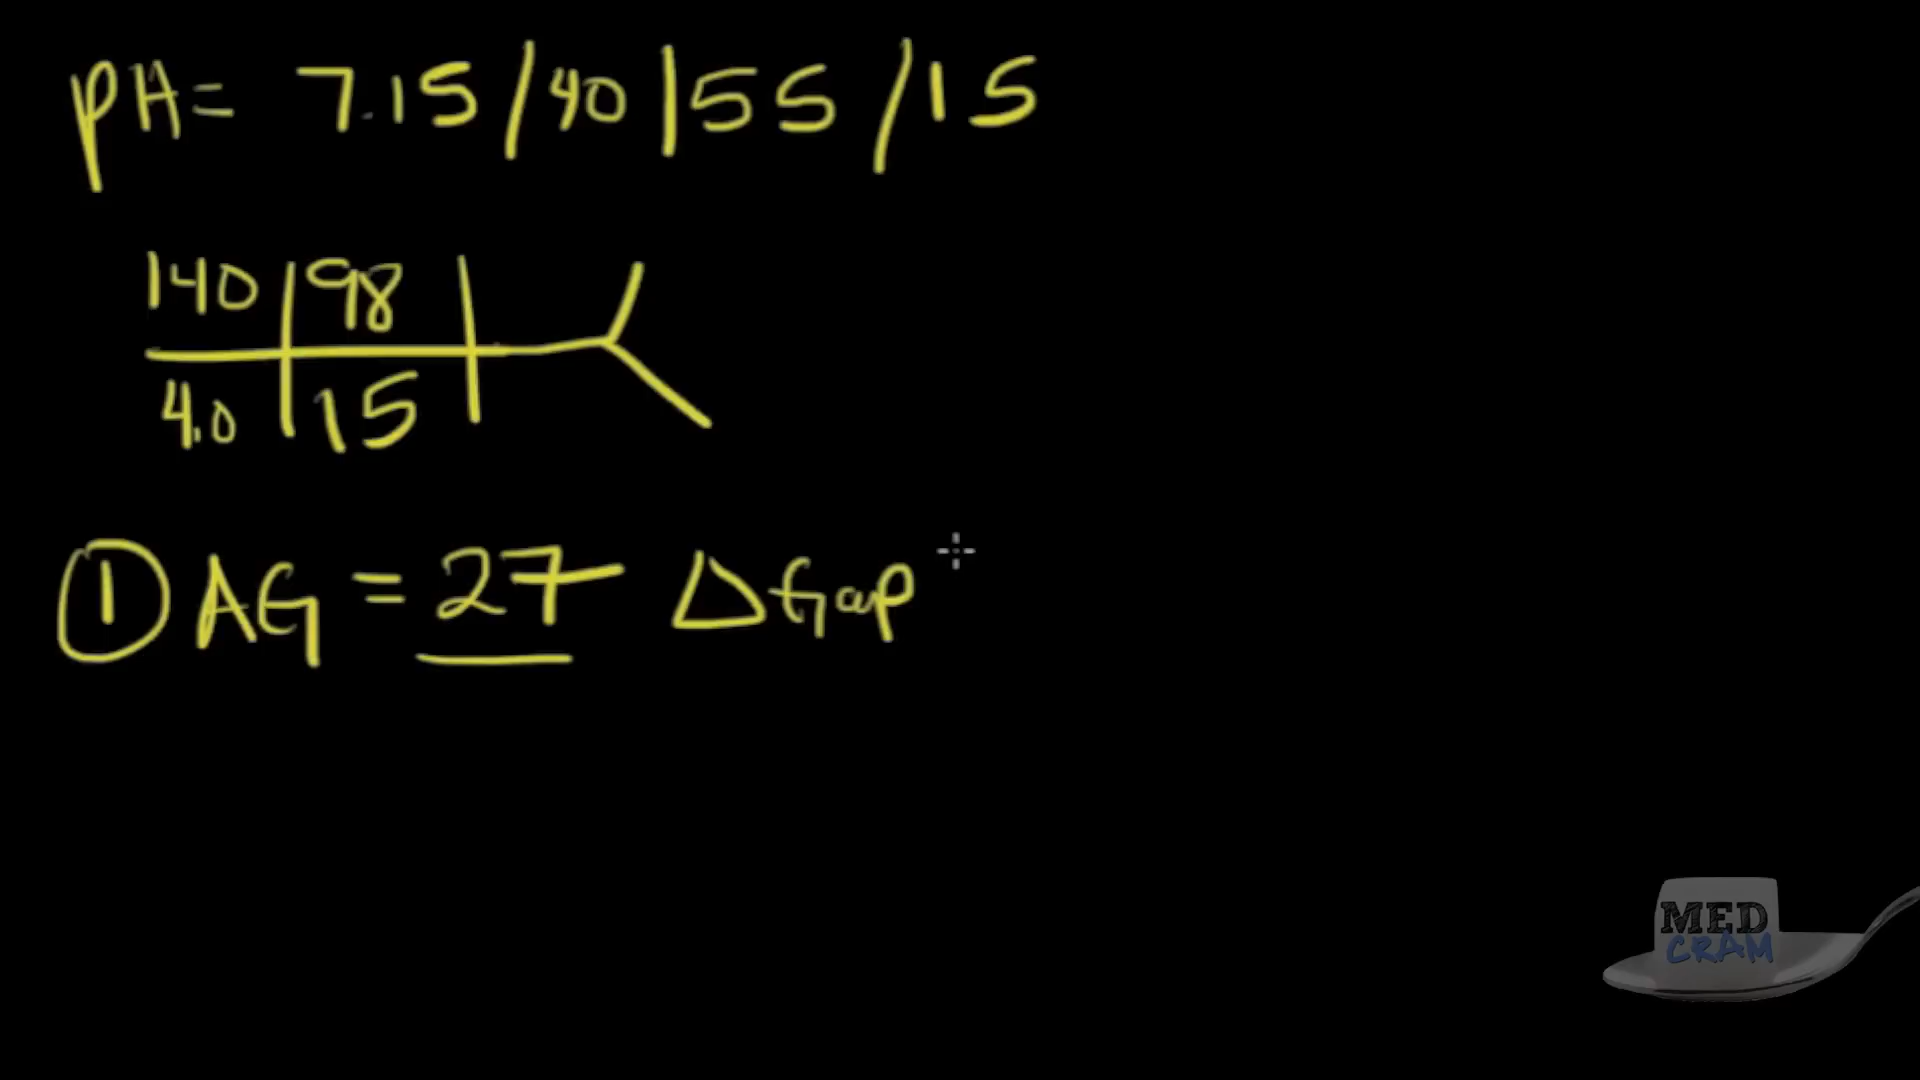 pH = 7.15/40/55/15
140 98
4.0 15
① AG = 27 ΔGap
MED
CRAM